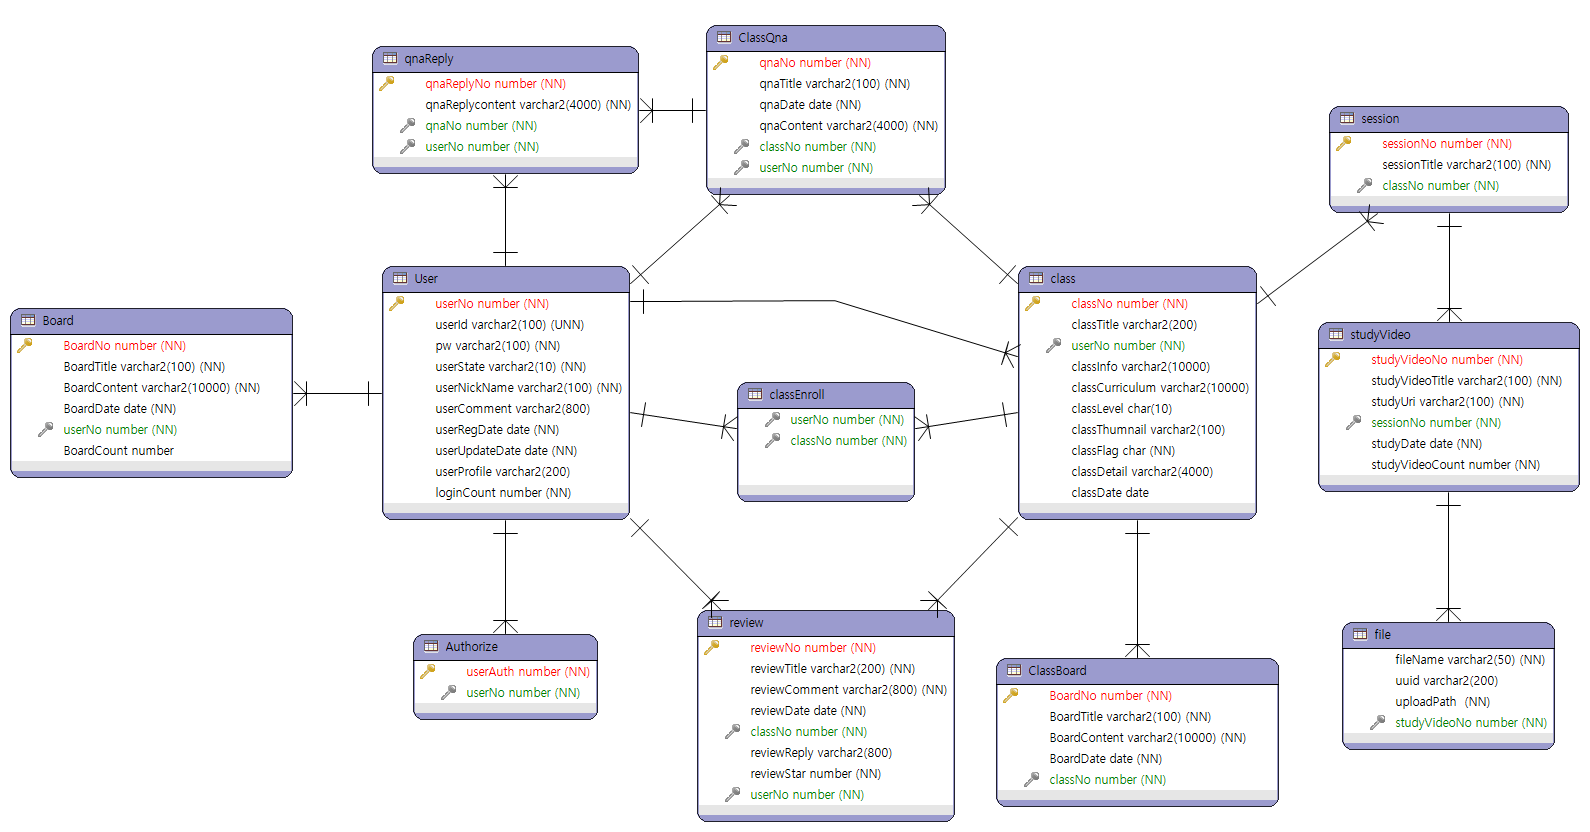 qnaReply
qnaReplyNo number (NN)
qnaReplycontent varchar2(4000) (NN)
qnaNo number (NN)
userNo number (NN)
ClassQna
qnaNo number (NN)
qnaTitle varchar2(100) (NN)
qnaDate date (NN)
qnaContent varchar2(4000) (NN)
classNo number (NN)
userNo number (NN)
session
sessionNo number (NN)
sessionTitle varchar2(100) (NN)
classNo number (NN)
Board
BoardNo number (NN)
BoardTitle varchar2(100) (NN)
BoardContent varchar2(10000) (NN)
BoardDate date (NN)
userNo number (NN)
BoardCount number
User
userNo number (NN)
userId varchar2(100) (UNN)
pw varchar2(100) (NN)
userState varchar2(10) (NN)
userNickName varchar2(100) (NN)
userComment varchar2(800)
userRegDate date (NN)
userUpdateDate date (NN)
userProfile varchar2(200)
loginCount number (NN)
classEnroll
userNo number (NN)
classNo number (NN)
class
classNo number (NN)
classTitle varchar2(200)
userNo number (NN)
classInfo varchar2(10000)
classCurriculum varchar2(10000)
classLevel char(10)
classThumnail varchar2(100)
classFlag char (NN)
classDetail varchar2(4000)
classDate date
studyVideo
studyVideoNo number (NN)
studyVideoTitle varchar2(100) (NN)
studyUri varchar2(100) (NN)
sessionNo number (NN)
studyDate date (NN)
studyVideoCount number (NN)
Authorize
userAuth number (NN)
userNo number (NN)
review
reviewNo number (NN)
reviewTitle varchar2(200) (NN)
reviewComment varchar2(800) (NN)
reviewDate date (NN)
classNo number (NN)
reviewReply varchar2(800)
reviewStar number (NN)
userNo number (NN)
ClassBoard
BoardNo number (NN)
BoardTitle varchar2(100) (NN)
BoardContent varchar2(10000) (NN)
BoardDate date (NN)
classNo number (NN)
file
fileName varchar2(50) (NN)
uuid varchar2(200)
uploadPath (NN)
studyVideoNo number (NN)